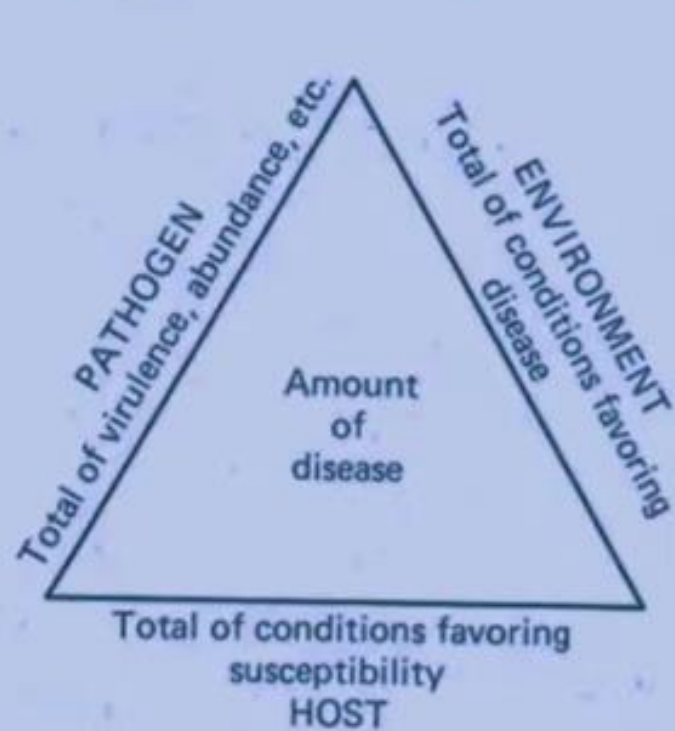 PATHOGEN
Total of virulence, abundance, etc.
ENVIRONMENT
Total of conditions favoring
disease
Amount
of
disease
Total of conditions favoring
susceptibility
HOST